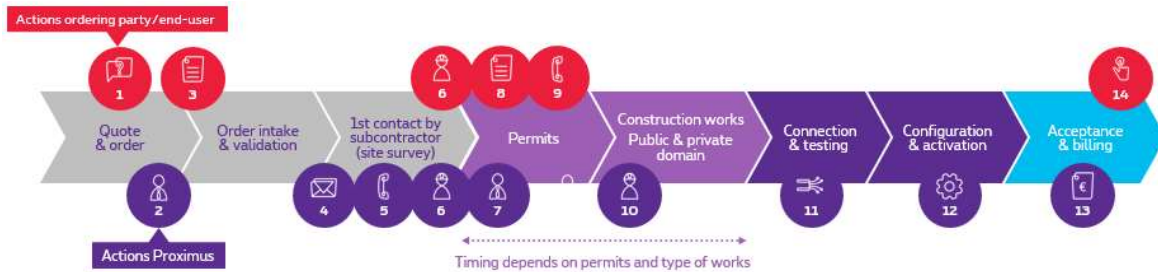 Actions ordering party/end-user
1
3
6
8
9
14
Quote
& order
Order intake
& validation
1st contact by
subcontractor
(site survey)
Permits
Construction works
Public & private
domain
Connection
& testing
Configuration
& activation
Acceptance
& billing
2
4
5
6
7
10
11
12
€
13
Actions Proximus
Timing depends on permits and type of works